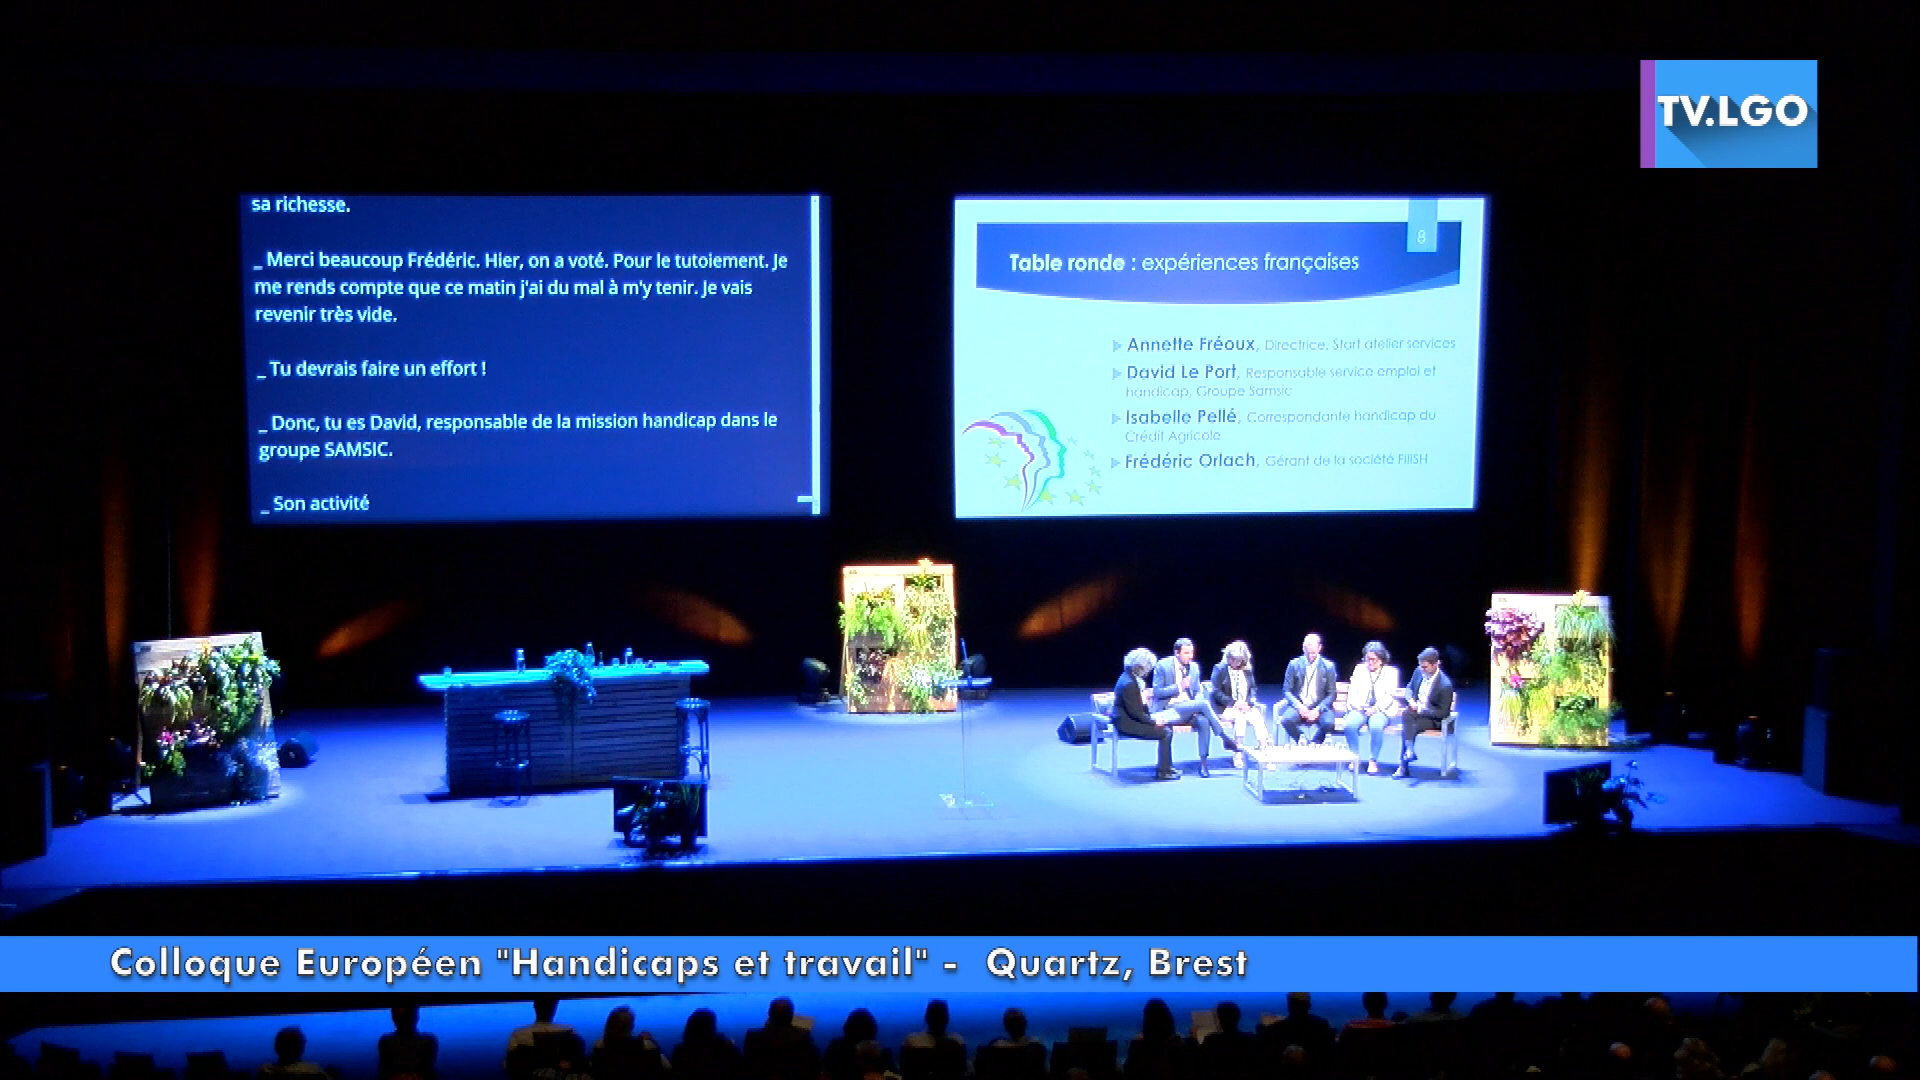 TV.LGO
sa richesse.
_ Merci beaucoup Frédéric. Hier, on a voté. Pour le tutoiement. Je
me rends compte que ce matin j'ai du mal à m'y tenir. Je vais
revenir très vide.
_ Tu devrais faire un effort !
_ Donc, tu es David, responsable de la mission handicap dans le
groupe SAMSIC.
_ Son activité
8
Table ronde : expériences françaises
Annette Fréoux, Directrice, Start atelier services
David Le Port, Responsable service emploi et
handicap, Groupe Samsic
Isabelle Pellé, Correspondante handicap du
Crédit Agricole
Frédéric Orlach, Gérant de la société FIIISH
Colloque Européen "Handicaps et travail" - Quartz, Brest